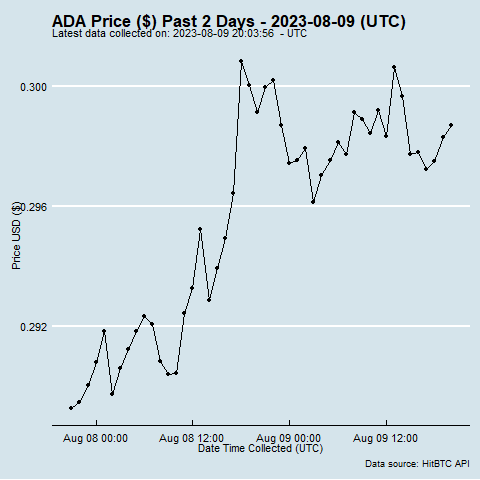 ADA Price ($) Past 2 Days - 2023-08-09 (UTC)
Latest data collected on: 2023-08-09 20:03:56 - UTC
0.300
0.296
0.292
Price USD ($)
Aug 08 00:00 Aug 08 12:00 Aug 09 00:00 Aug 09 12:00
Date Time Collected (UTC)
Data source: HitBTC API